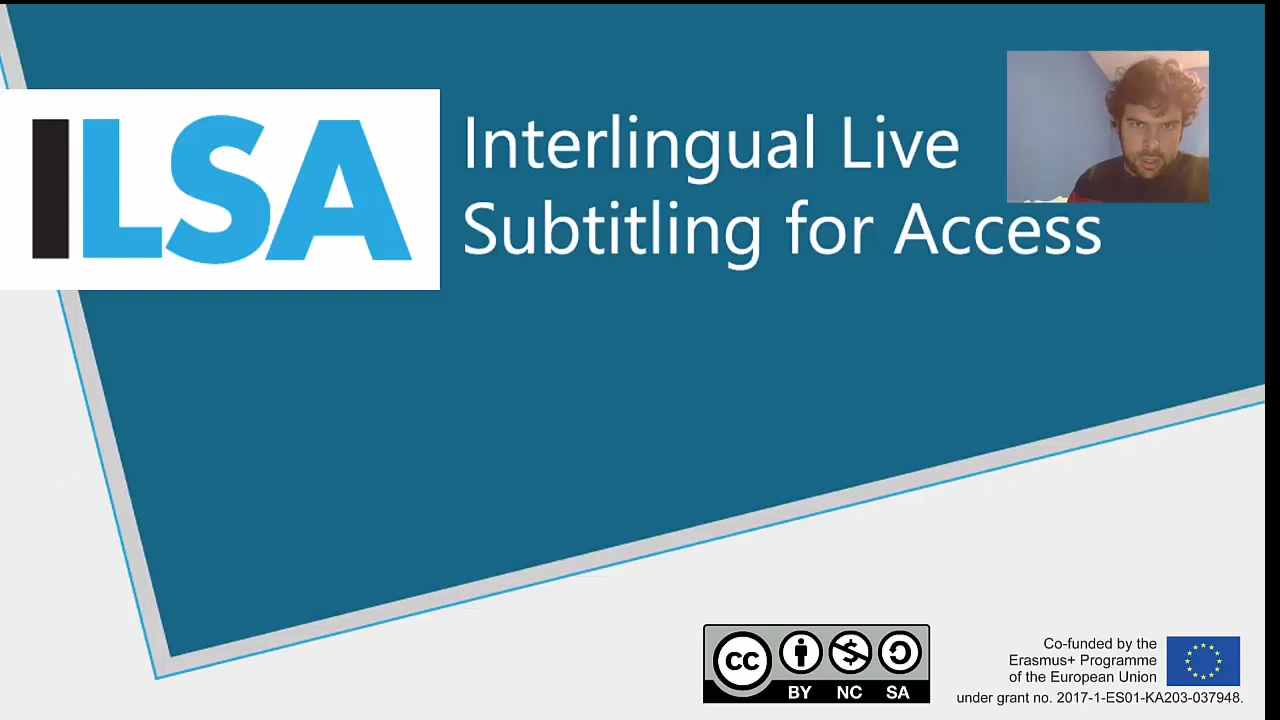 ILSA
Interlingual Live
Subtitling for Access
CC
BY NC SA
Co-funded by the
Erasmus+ Programme
of the European Union
under grant no. 2017-1-ES01-KA203-037948.